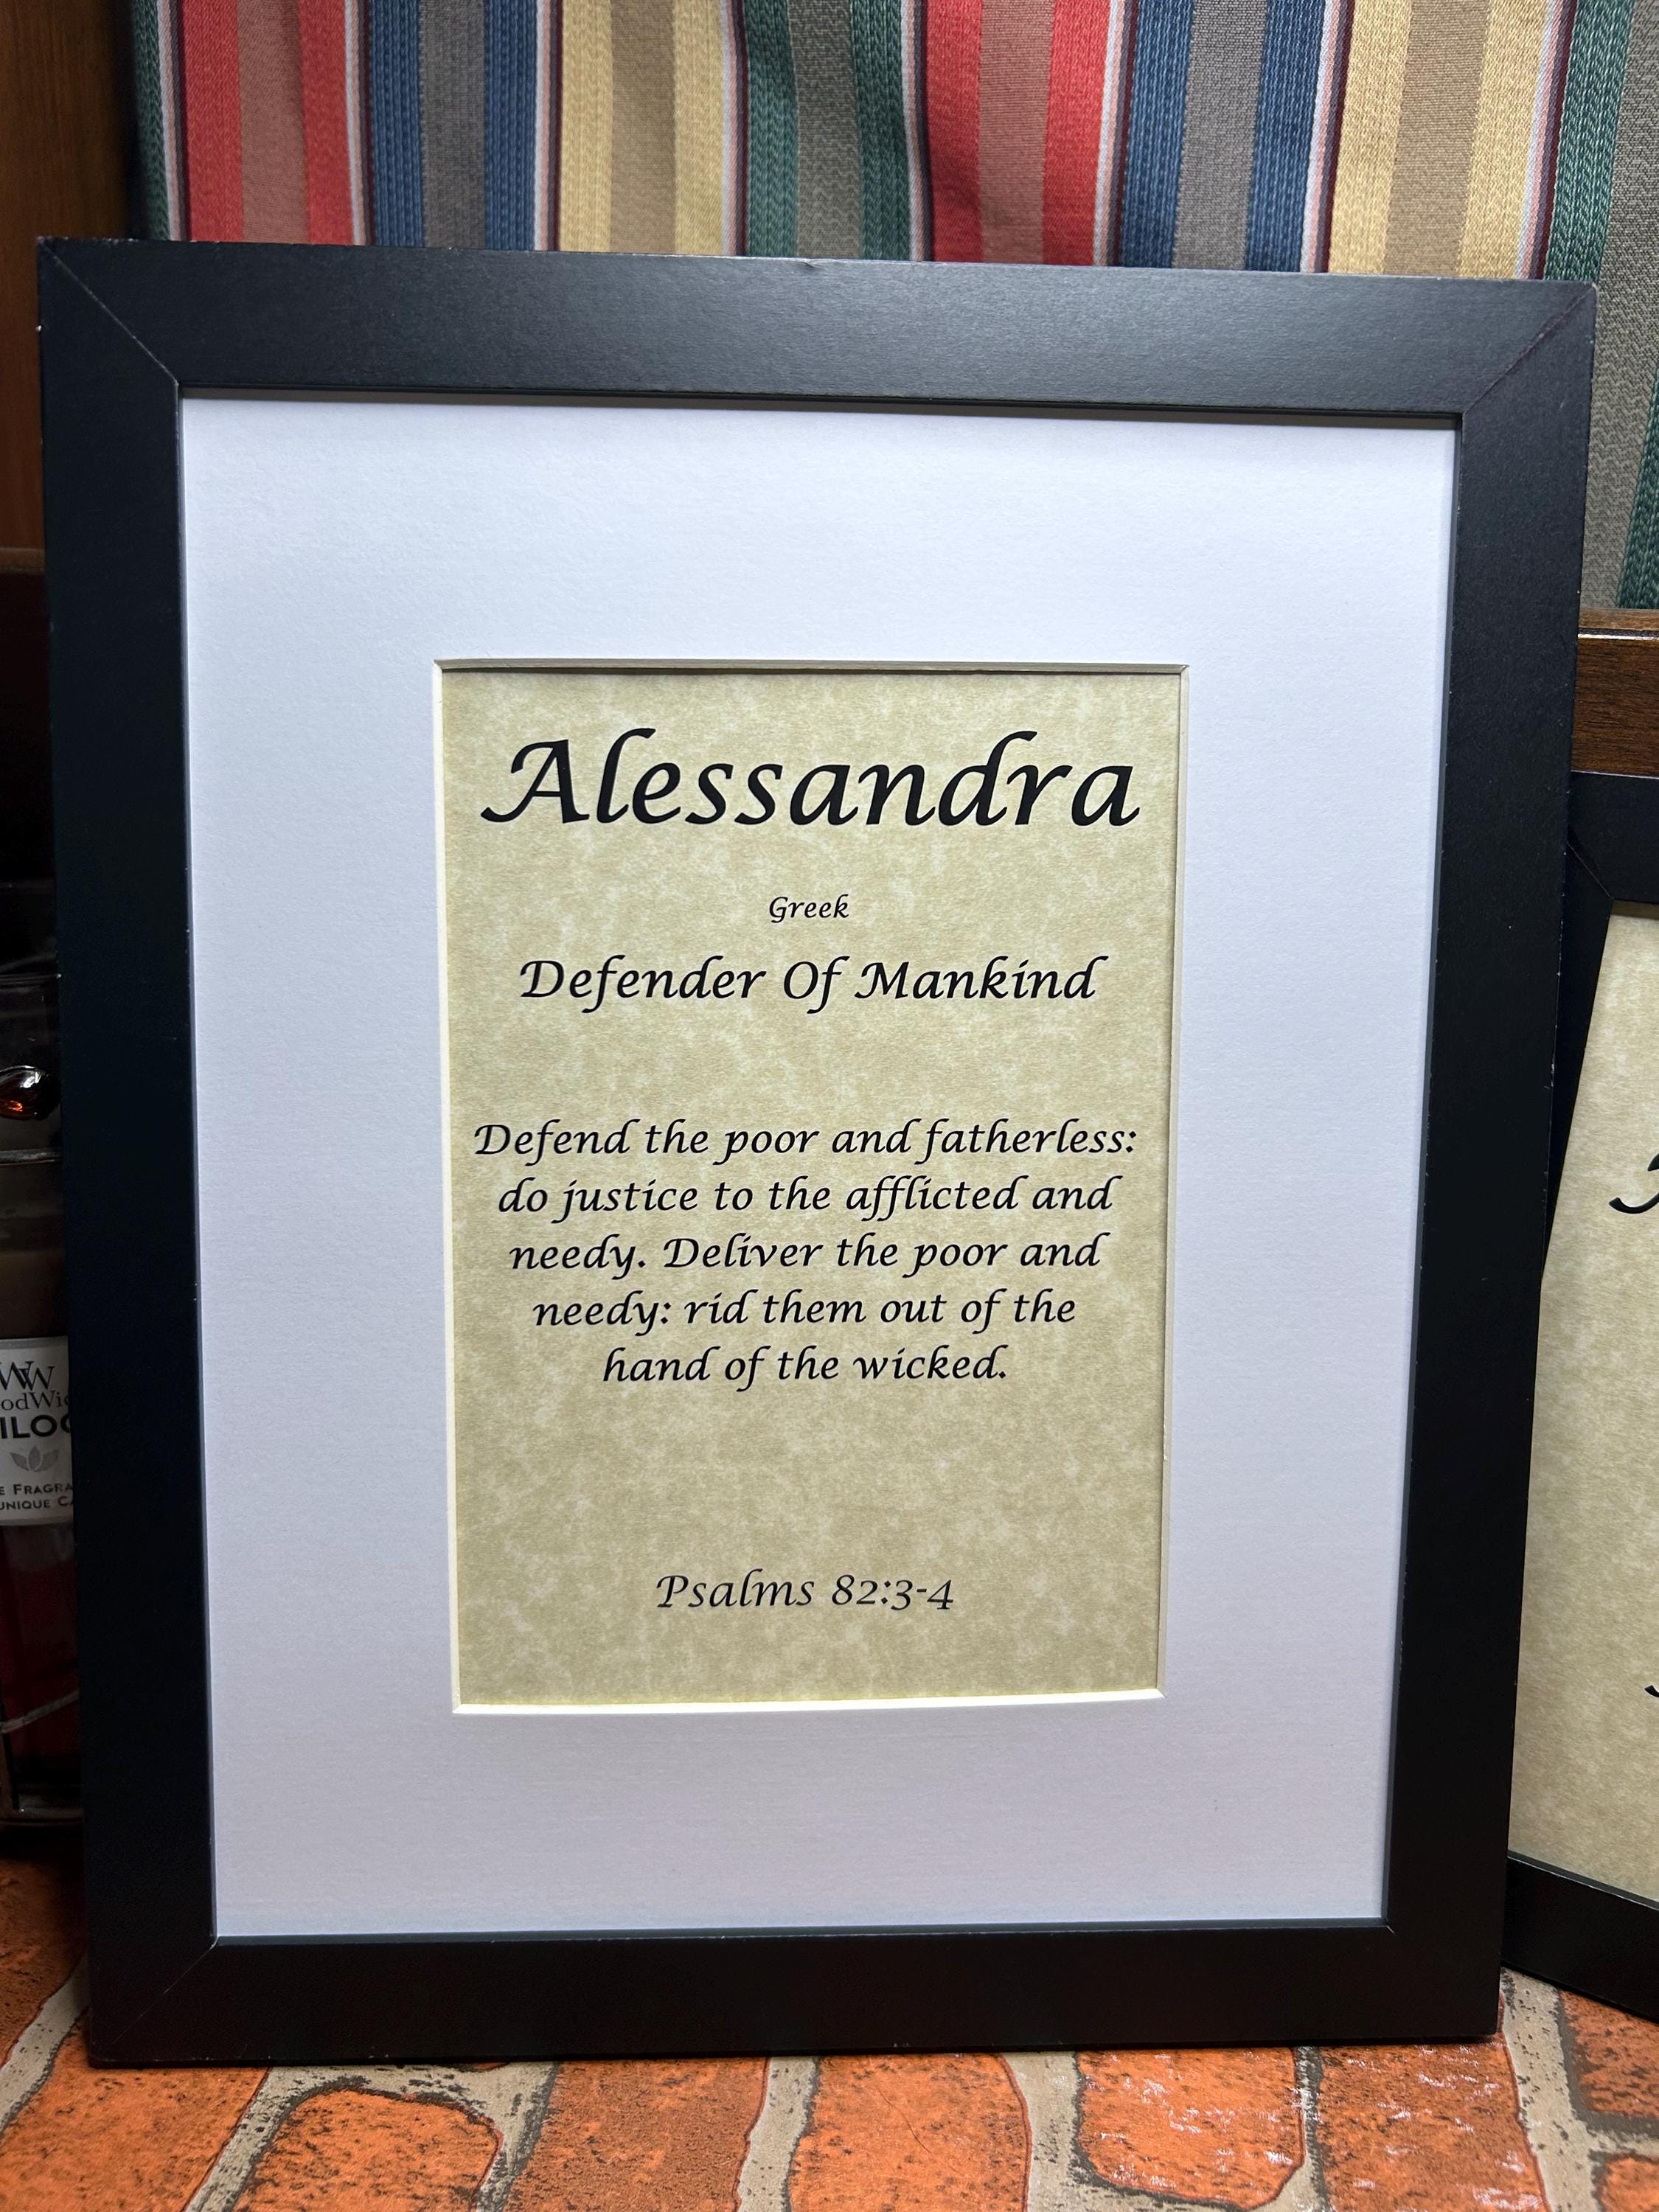 Alessandra
Greek
Defender Of Mankind
Defend the poor and fatherless:
do justice to the afflicted and
needy. Deliver the poor and
needy: rid them out of the
hand of the wicked.
Psalms 82:3-4
WW